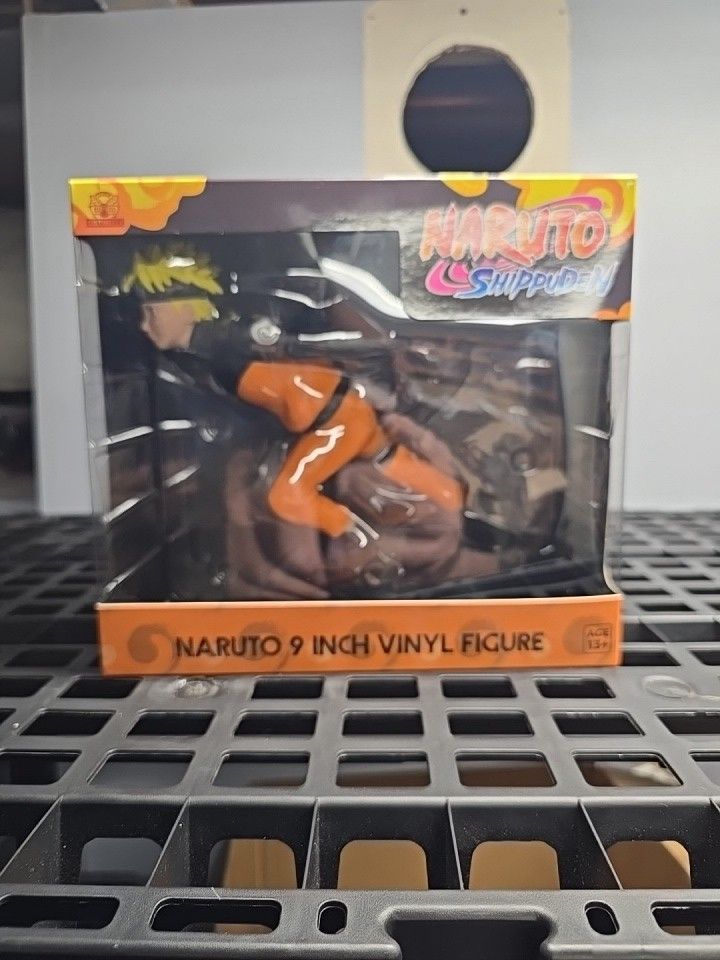 NARUTO
SHIPPUDEN
NARUTO 9 INCH VINYL FIGURE
AGE
13+